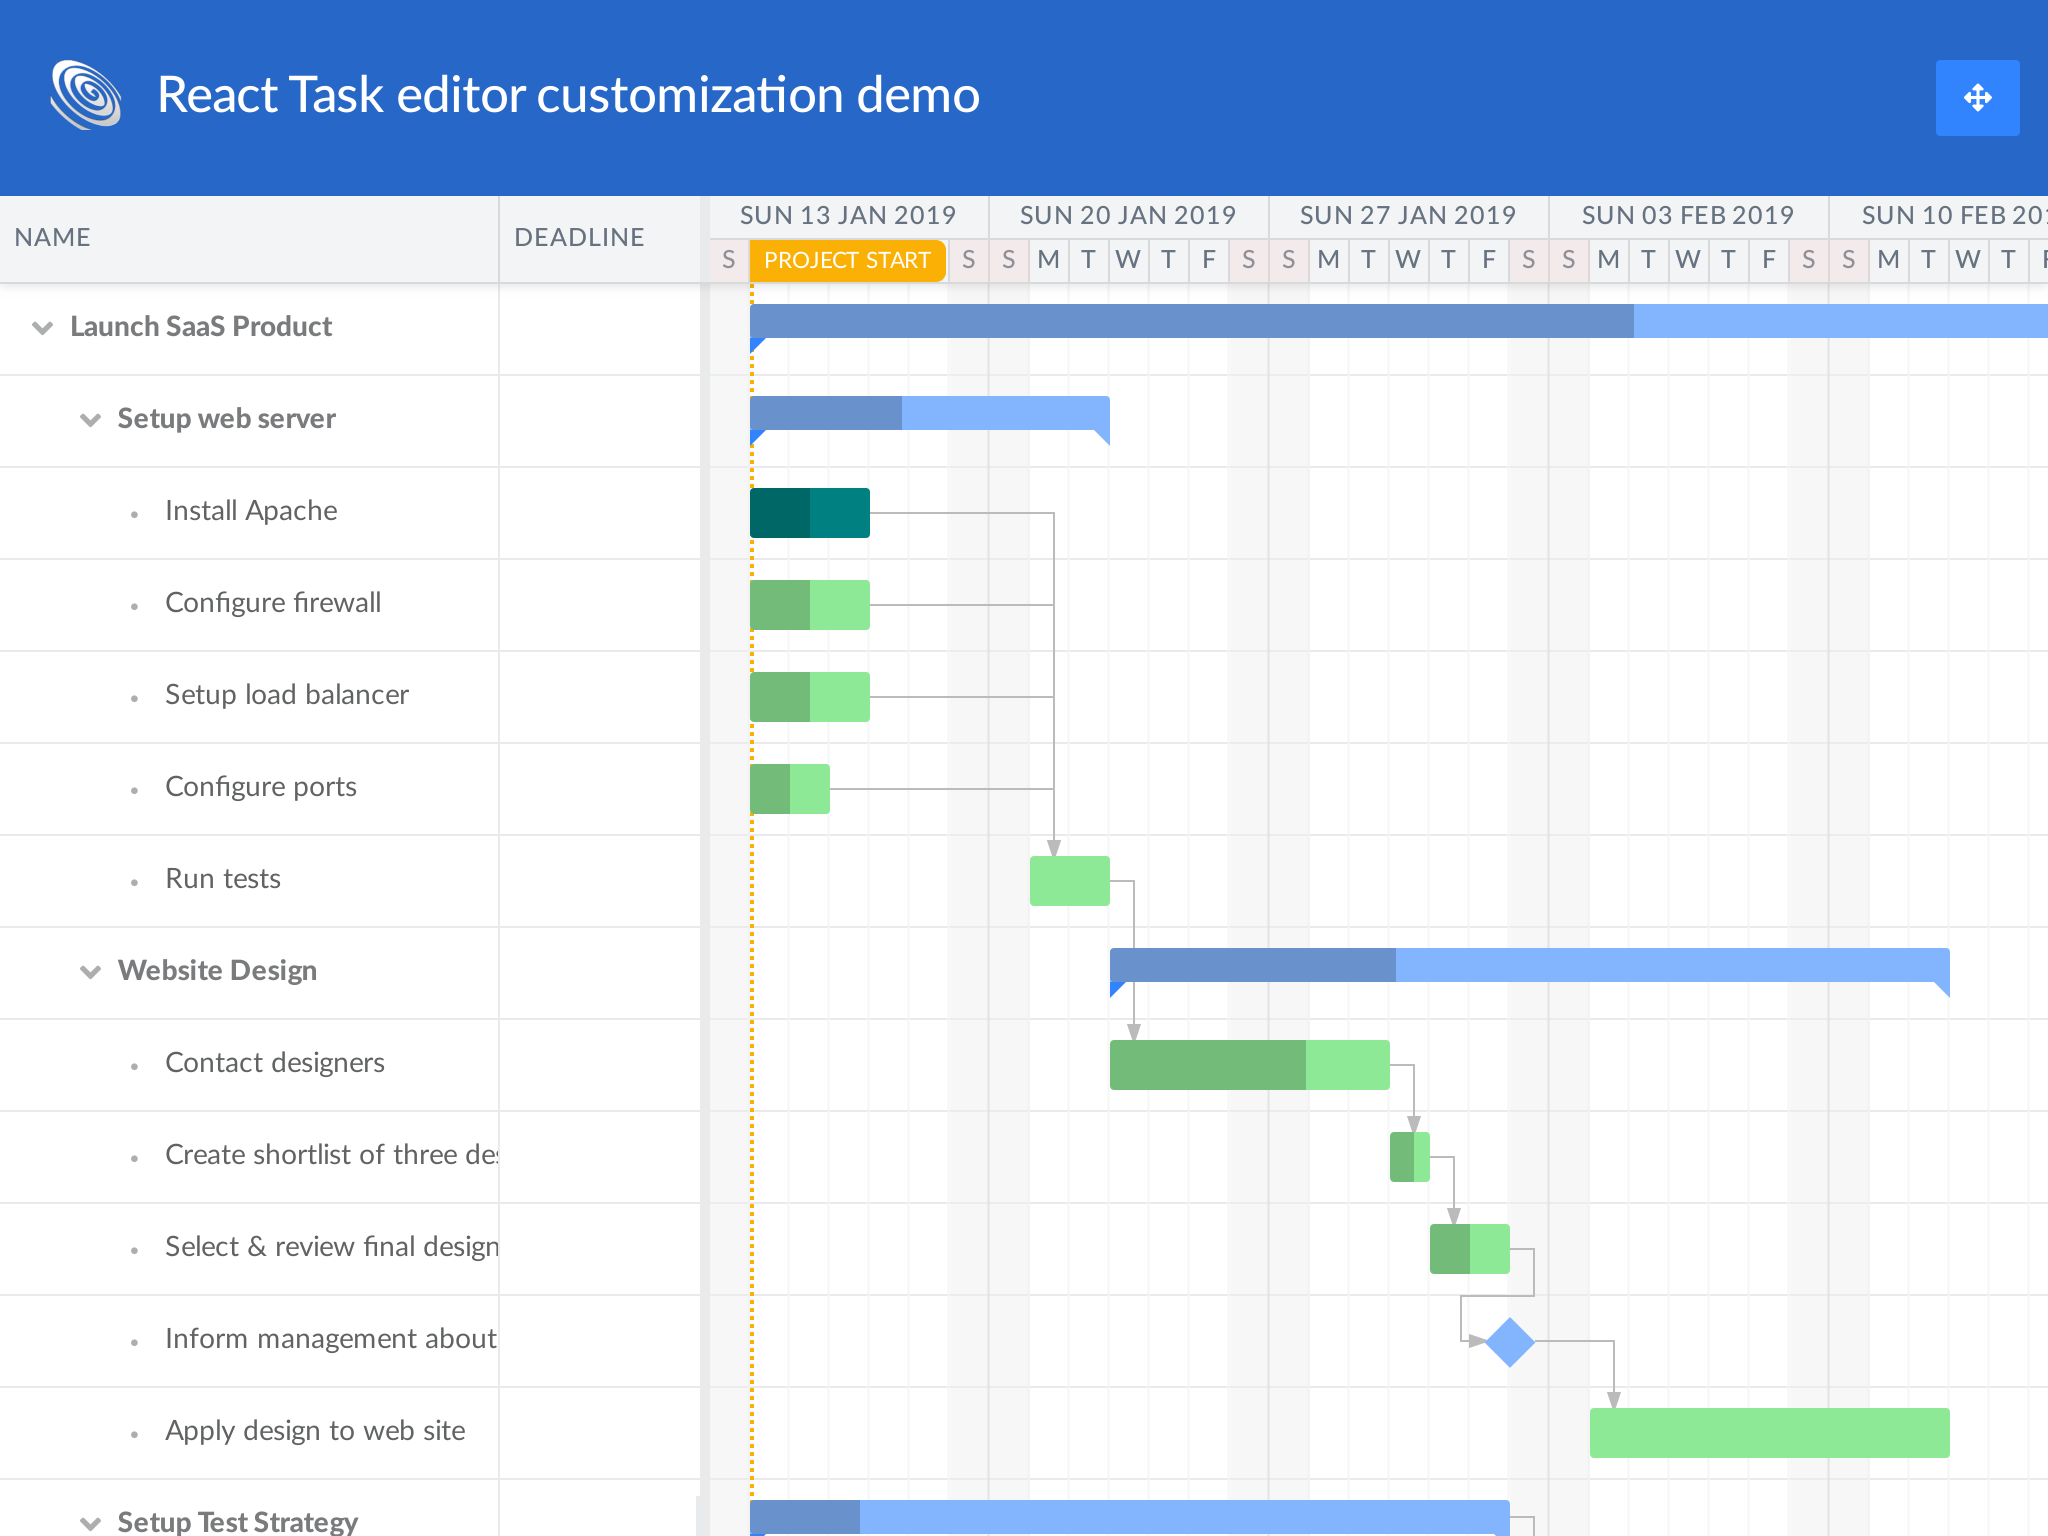 React Task editor customization demo
NAME
DEADLINE
SUN 13 JAN 2019
SUN 20 JAN 2019
SUN 27 JAN 2019
SUN 03 FEB 2019
SUN 10 FEB
S PROJECT START S S M T W T F S S M T W T F S S M T W T F S S M T W T
Launch SaaS Product
Setup web server
Install Apache
Configure firewall
Setup load balancer
Configure ports
Run tests
Website Design
Contact designers
Create shortlist of three
Select & review final design
Inform management about
Apply design to web site
Setup Test Strategy